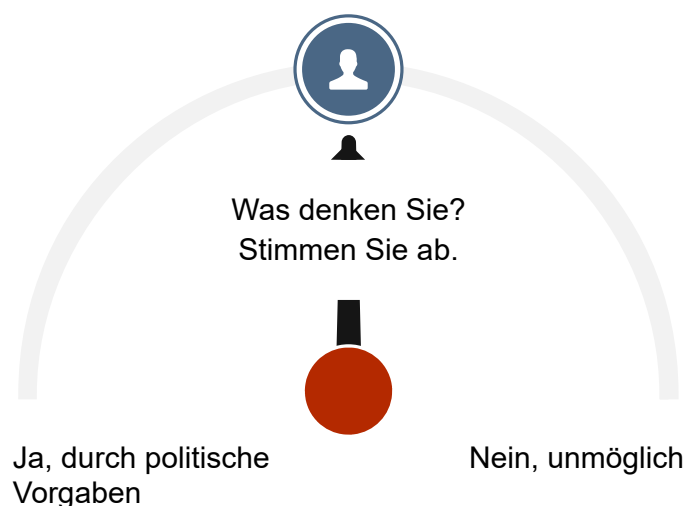 Was denken Sie?
Stimmen Sie ab.
Ja, durch politische
Vorgaben
Nein, unmöglich